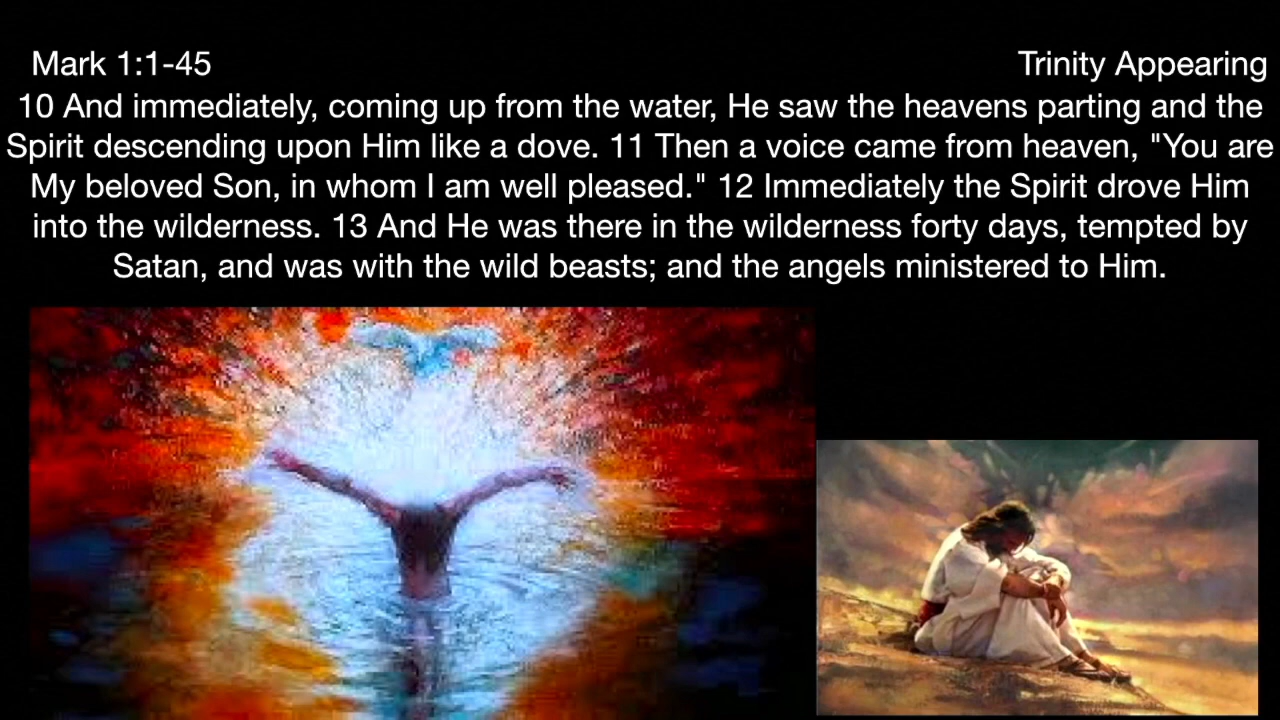 Mark 1:1-45
Trinity Appearing
10 And immediately, coming up from the water, He saw the heavens parting and the
Spirit descending upon Him like a dove. 11 Then a voice came from heaven, "You are
My beloved Son, in whom I am well pleased." 12 Immediately the Spirit drove Him
into the wilderness. 13 And He was there in the wilderness forty days, tempted by
Satan, and was with the wild beasts; and the angels ministered to Him.